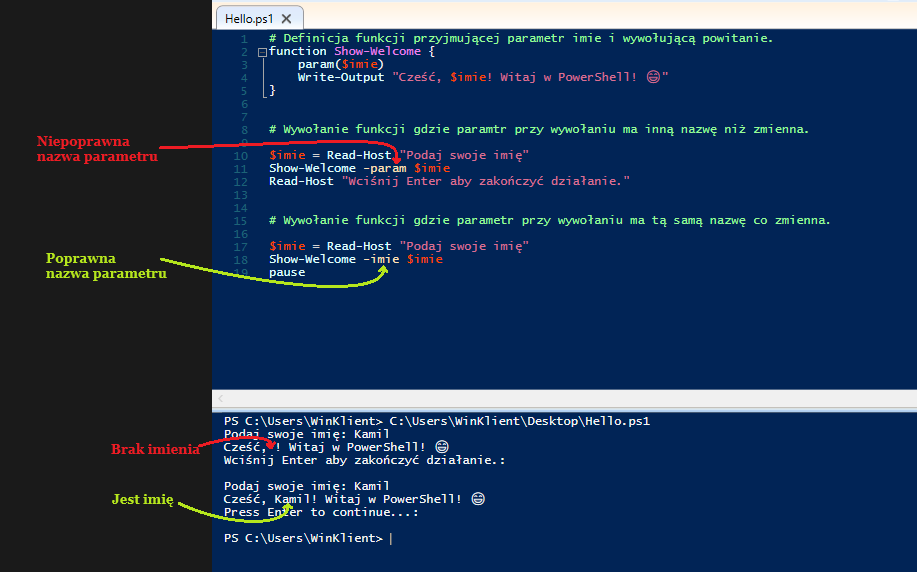 Hello.ps1
1 # Definicja funkcji przyjmującej parametr imie i wywołującą powitanie.
2 function Show-Welcome {
3 param($imie)
4 Write-Output "Cześć, $imie! Witaj w PowerShell! 😄"
5 }
6
7
8 # Wywołanie funkcji gdzie paramtr przy wywołaniu ma inną nazwę niż zmienna.
9
10 $imie = Read-Host "Podaj swoje imię"
11 Show-Welcome -param $imie
12 Read-Host "Wciśnij Enter aby zakończyć działanie."
13
14
15 # Wywołanie funkcji gdzie parametr przy wywołaniu ma tą samą nazwę co zmienna.
16
17 $imie = Read-Host "Podaj swoje imię"
18 Show-Welcome -imie $imie
19 pause
Niepoprawna
nazwa parametru
Poprawna
nazwa parametru
PS C:\Users\WinKlient> C:\Users\WinKlient\Desktop\Hello.ps1
Podaj swoje imię: Kamil
Cześć, ! Witaj w PowerShell! 😄
Wciśnij Enter aby zakończyć działanie.:
Podaj swoje imię: Kamil
Cześć, Kamil! Witaj w PowerShell! 😄
Press Enter to continue...:
PS C:\Users\WinKlient>
Brak imienia
Jest imię